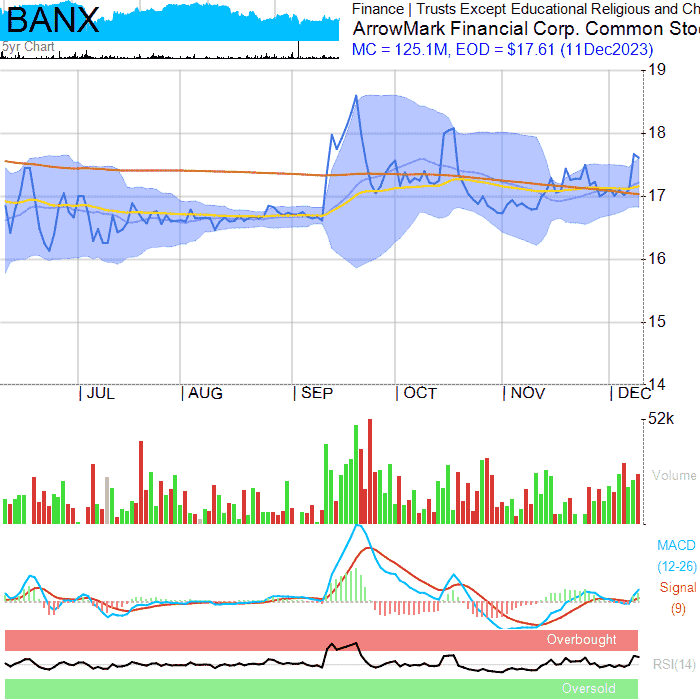 BANX
5yr Chart
Finance | Trusts Except Educational Religious and Ch
ArrowMark Financial Corp. Common Sto
MC = 125.1M, EOD = $17.61 (11Dec2023)
19
18
17
16
15
14
| JUL | AUG | SEP | OCT | NOV | DEC
52k
Volume
MACD
(12-26)
Signal
(9)
Overbought
RSI(14)
Oversold